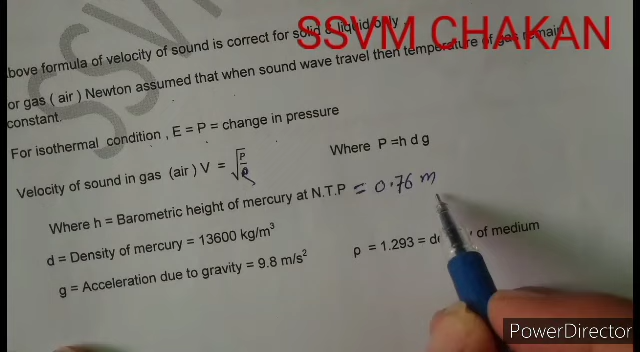 SSVM CHAKAN
above formula of velocity of sound is correct for solid & liquid only
or gas ( air ) Newton assumed that when sound wave travel then temperature of gas remain
constant.
For isothermal condition , E = P = change in pressure
Velocity of sound in gas (air) V = √P/ρ Where P =h d g
Where h = Barometric height of mercury at N.T.P = 0.76 m
d = Density of mercury = 13600 kg/m³
g = Acceleration due to gravity = 9.8 m/s²
ρ = 1.293 = of medium
PowerDirector